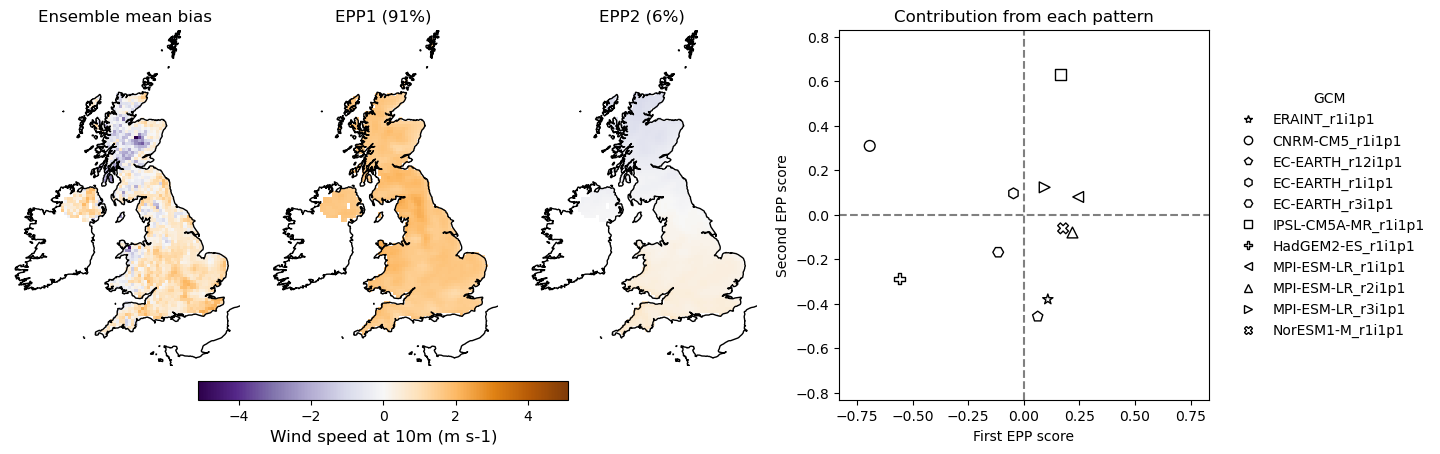 Ensemble mean bias
EPP1 (91%)
EPP2 (6%)
−4 −2 0 2 4
Wind speed at 10m (m s-1)
Contribution from each pattern
Second EPP score
0.8
0.6
0.4
0.2
0.0
−0.2
−0.4
−0.6
−0.8
−0.75 −0.50 −0.25 0.00 0.25 0.50 0.75
First EPP score
GCM
ERAINT_r1i1p1
CNRM-CM5_r1i1p1
EC-EARTH_r12i1p1
EC-EARTH_r1i1p1
EC-EARTH_r3i1p1
IPSL-CM5A-MR_r1i1p1
HadGEM2-ES_r1i1p1
MPI-ESM-LR_r1i1p1
MPI-ESM-LR_r2i1p1
MPI-ESM-LR_r3i1p1
NorESM1-M_r1i1p1